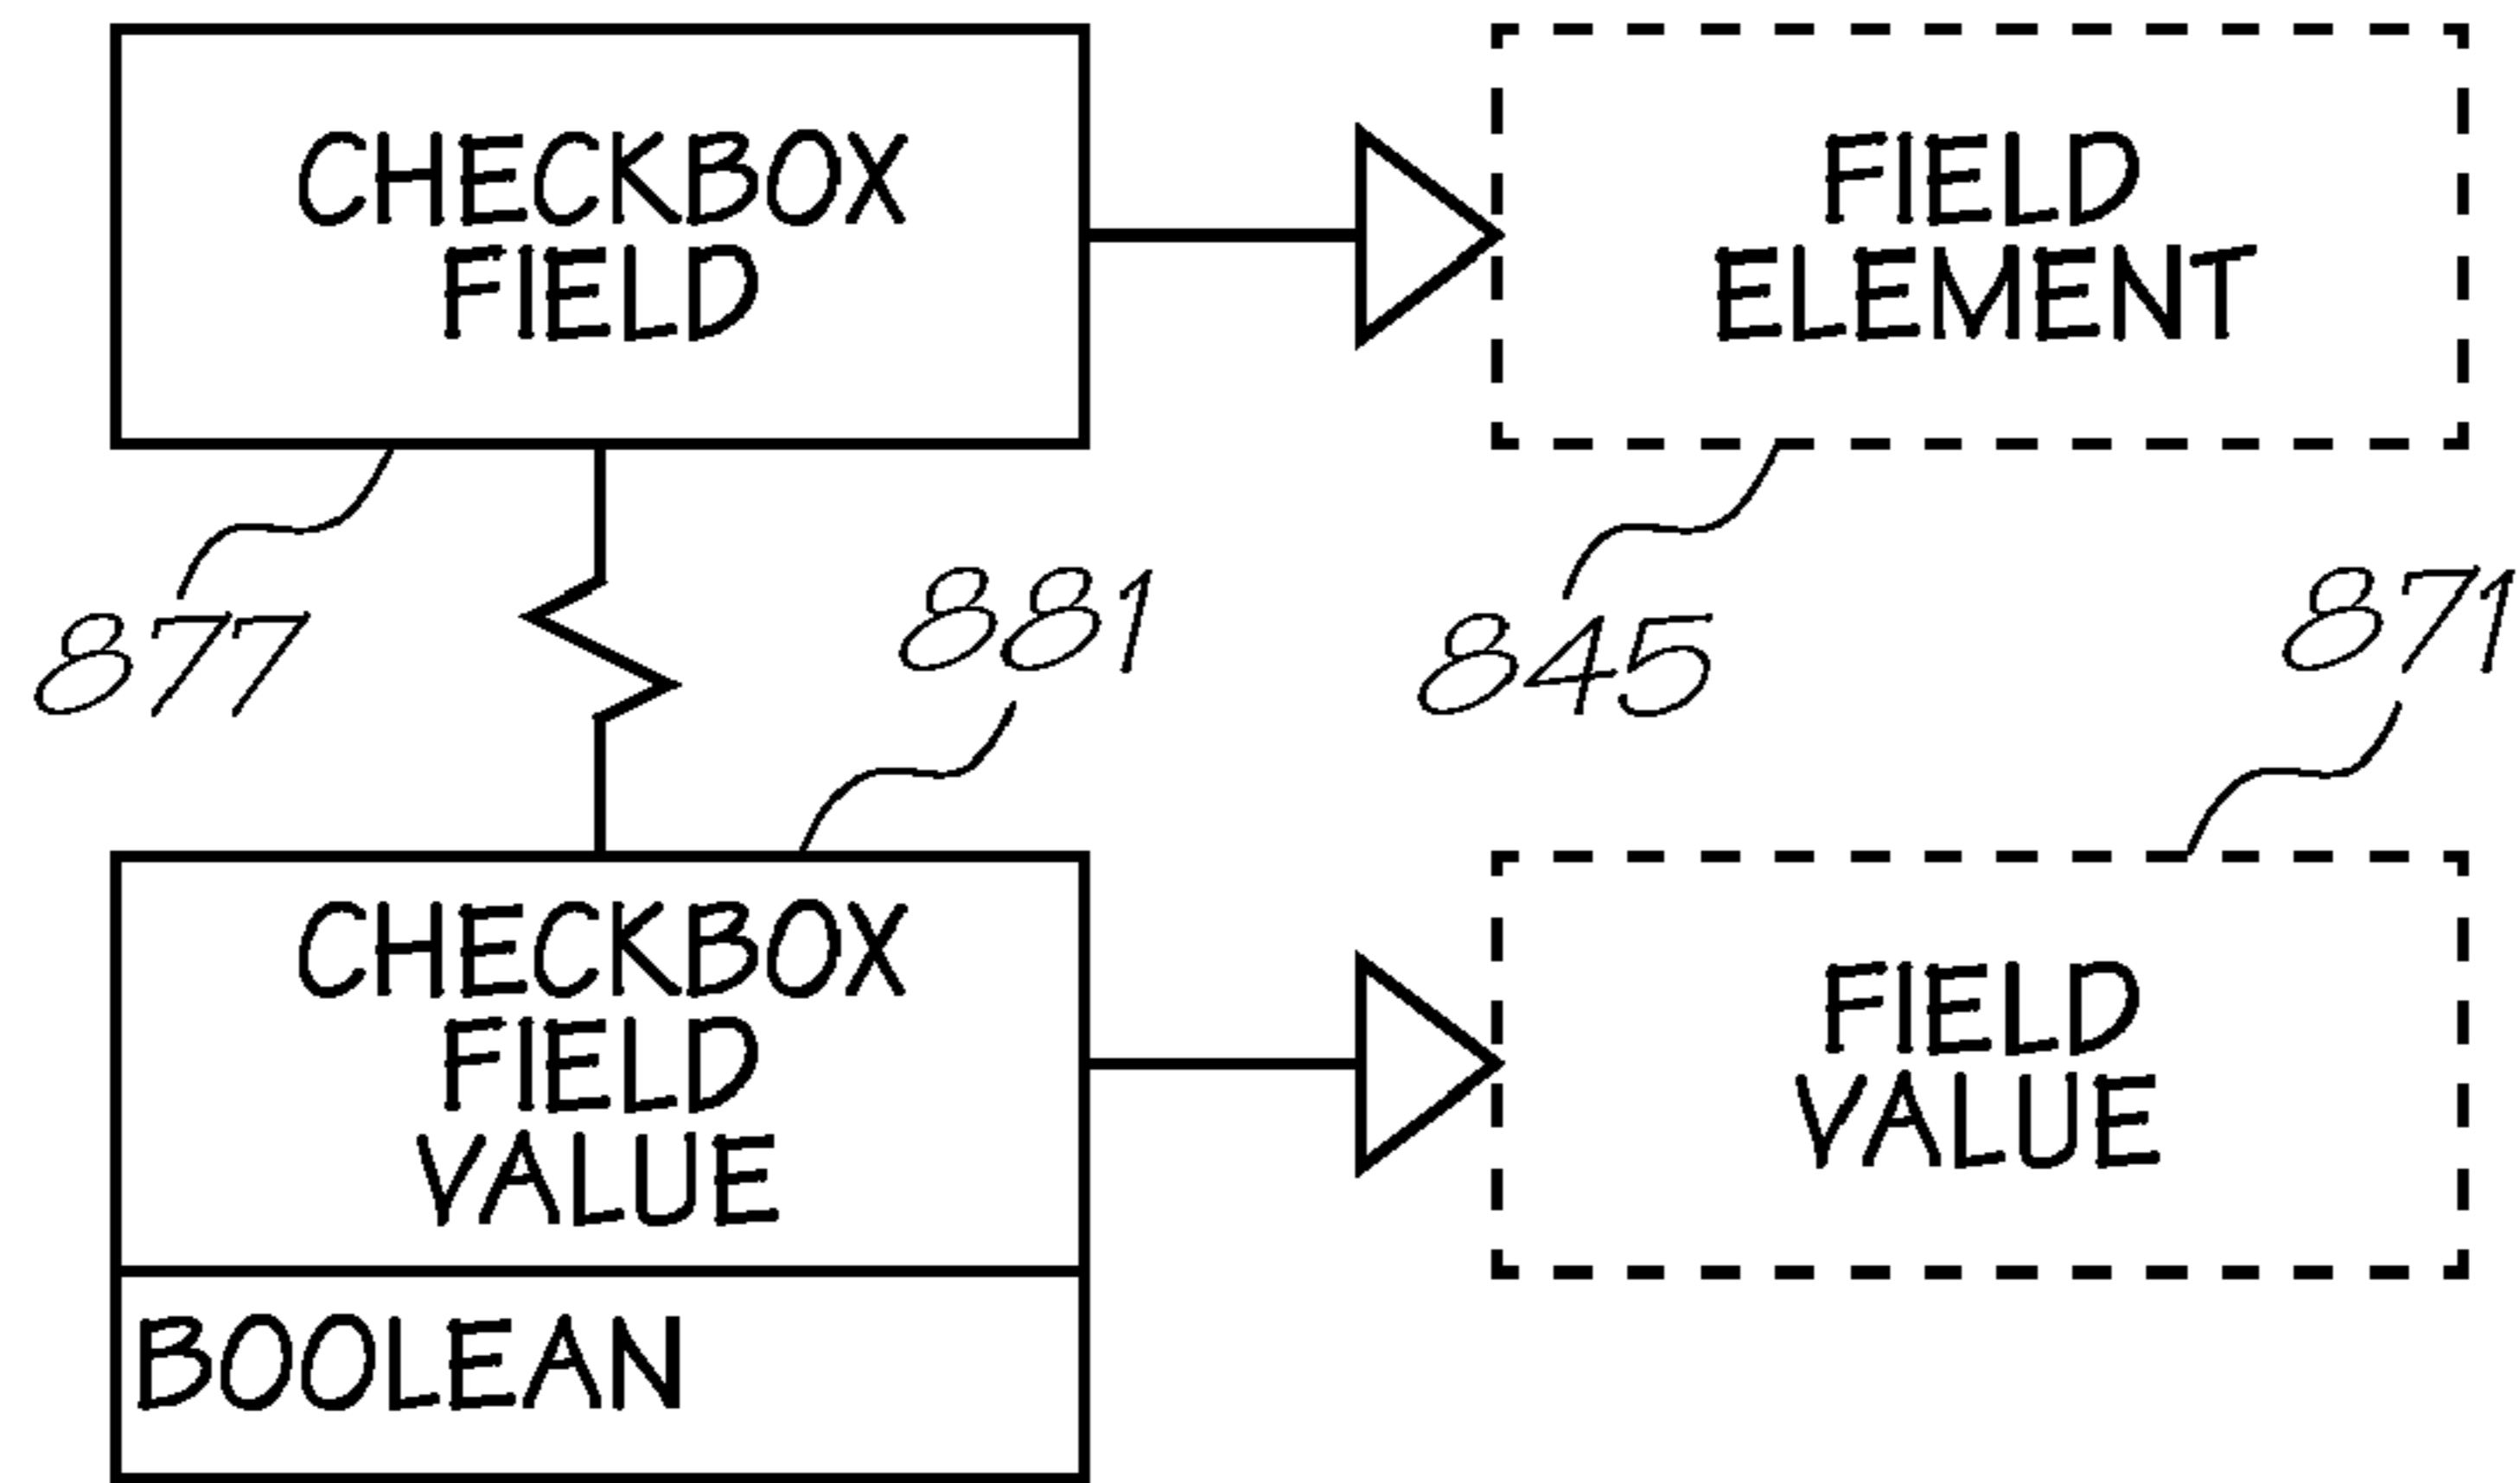 CHECKBOX
FIELD
FIELD
ELEMENT
877
881
845
871
CHECKBOX
FIELD
VALUE
BOOLEAN
FIELD
VALUE